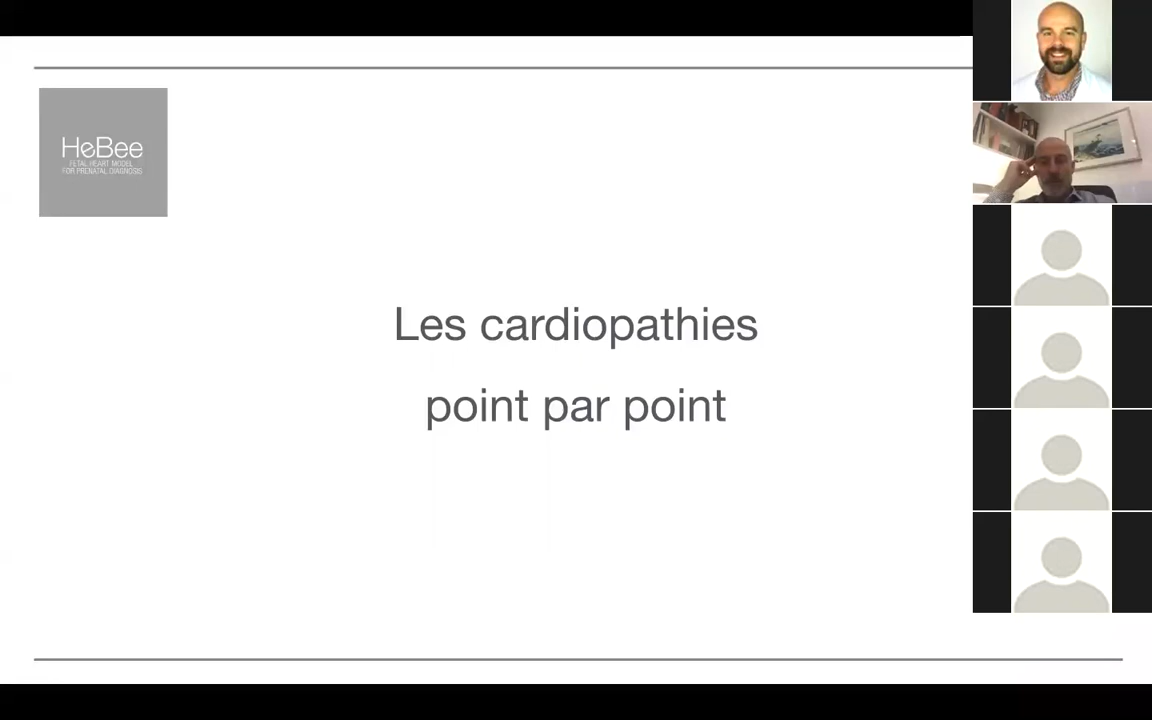 HeBee
FETAL HEART MODEL
FOR PRENATAL DIAGNOSIS
Les cardiopathies
point par point